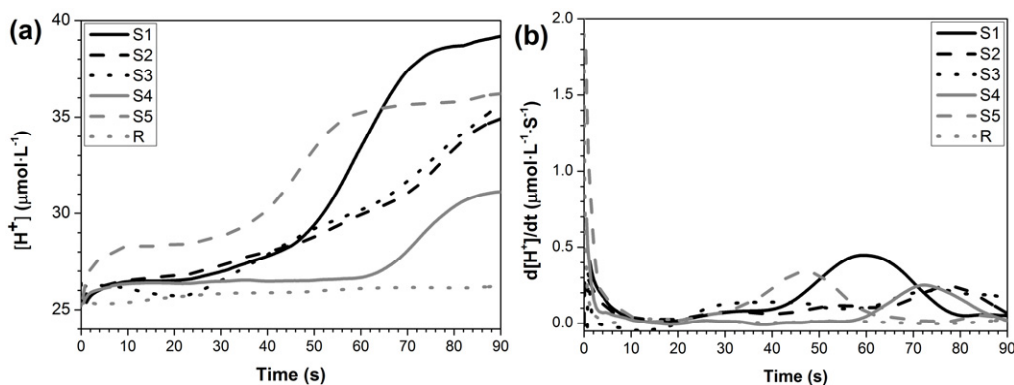 (a)
S1
S2
S3
S4
S5
R
[H+] (μmol·L-1)
40
35
30
25
0 10 20 30 40 50 60 70 80 90
Time (s)
(b)
S1
S2
S3
S4
S5
R
d[H+]/dt (μmol·L-1·S-1)
2.0
1.5
1.0
0.5
0.0
0 10 20 30 40 50 60 70 80 90
Time (s)